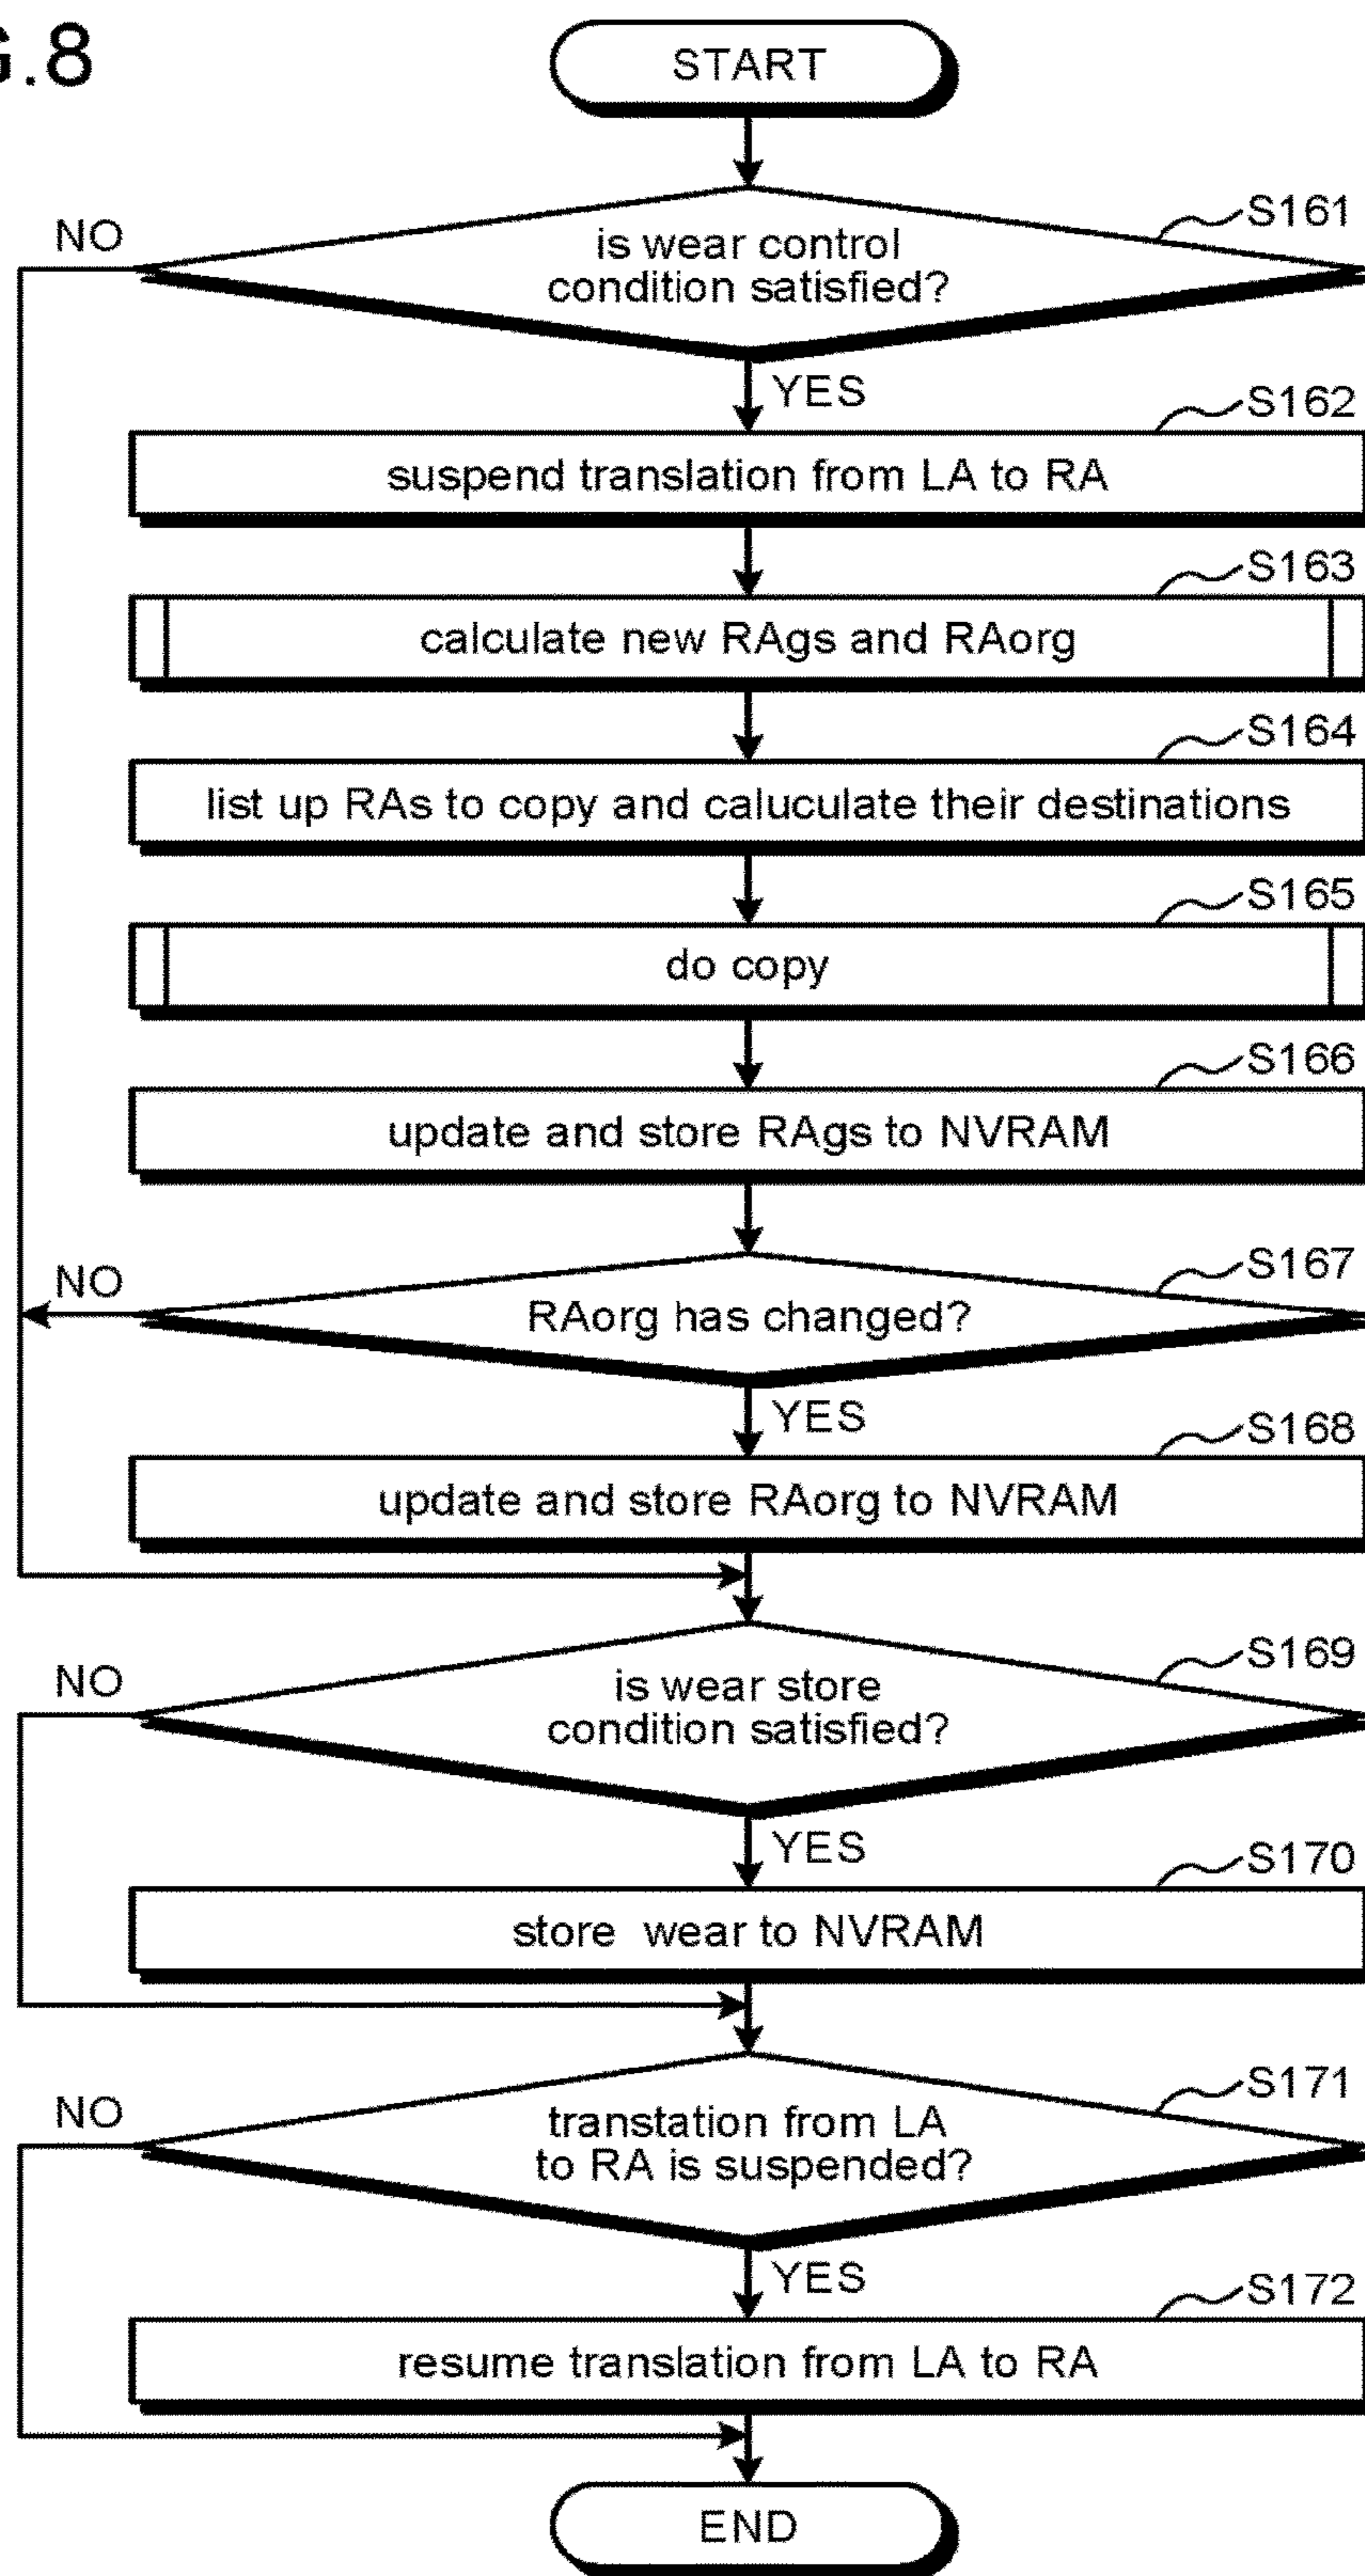 G.8
START
NO
is wear control
condition satisfied?
S161
YES
S162
suspend translation from LA to RA
S163
calculate new RAgs and RAorg
S164
list up RAs to copy and caluculate their destinations
S165
do copy
S166
update and store RAgs to NVRAM
S167
NO
RAorg has changed?
YES
S168
update and store RAorg to NVRAM
S169
NO
is wear store
condition satisfied?
YES
S170
store wear to NVRAM
S171
NO
transtation from LA
to RA is suspended?
YES
S172
resume translation from LA to RA
END